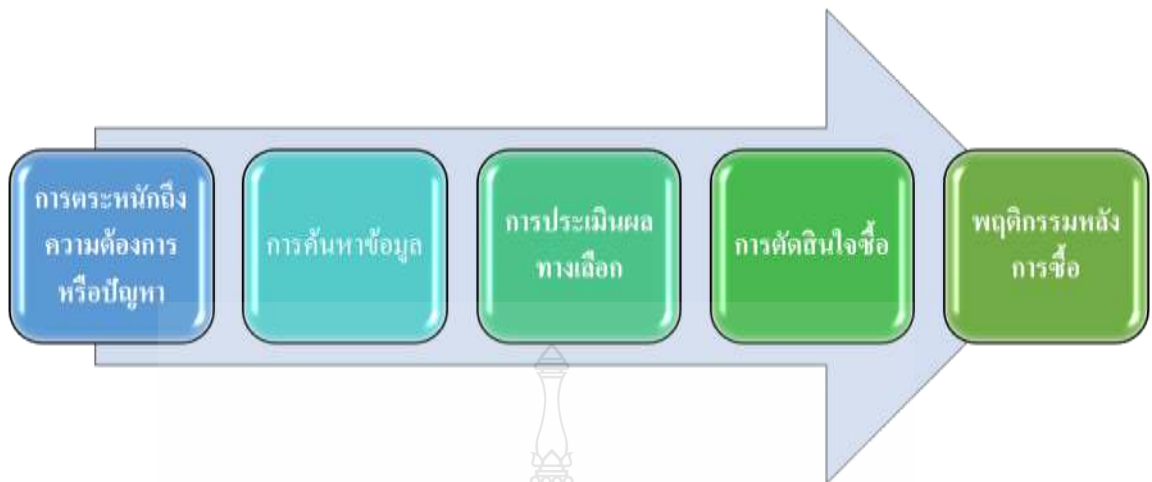 การตระหนักถึง
ความต้องการ
หรือปัญหา
การค้นหาข้อมูล
การประเมินผล
ทางเลือก
การตัดสินใจซื้อ
พฤติกรรมหลัง
การซื้อ